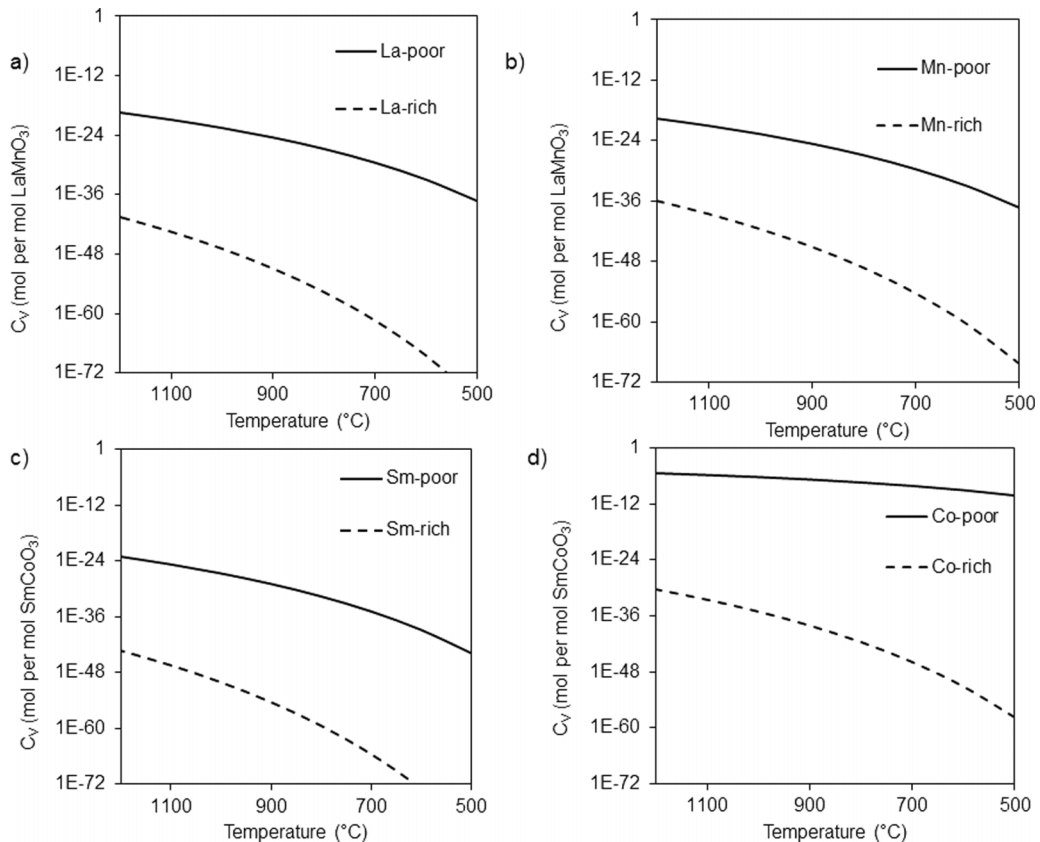 a)
1
1E-12
1E-24
1E-36
1E-48
1E-60
1E-72
C_V (mol per mol LaMnO_3)
La-poor
La-rich
1100 900 700 500
Temperature (°C)
b)
1
1E-12
1E-24
1E-36
1E-48
1E-60
1E-72
C_V (mol per mol LaMnO_3)
Mn-poor
Mn-rich
1100 900 700 500
Temperature (°C)
c)
1
1E-12
1E-24
1E-36
1E-48
1E-60
1E-72
C_V (mol per mol SmCoO_3)
Sm-poor
Sm-rich
1100 900 700 500
Temperature (°C)
d)
1
1E-12
1E-24
1E-36
1E-48
1E-60
1E-72
C_V (mol per mol SmCoO_3)
Co-poor
Co-rich
1100 900 700 500
Temperature (°C)